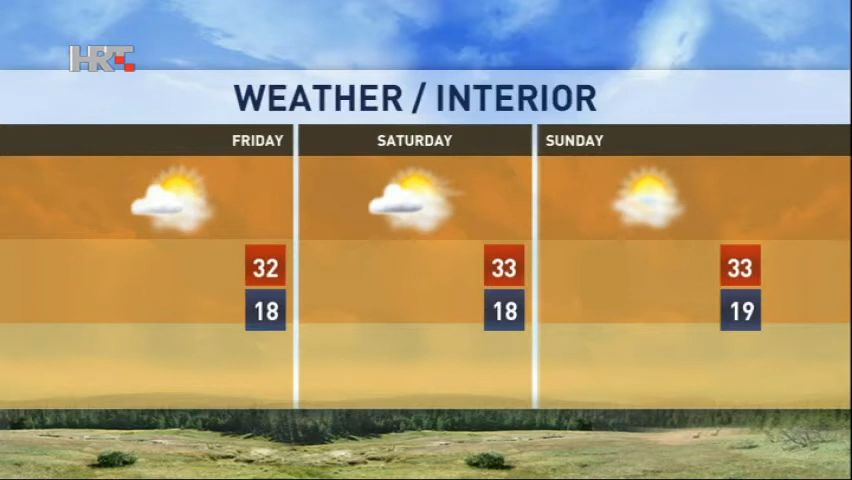 HRT
WEATHER / INTERIOR
FRIDAY SATURDAY SUNDAY
32 33 33
18 18 19